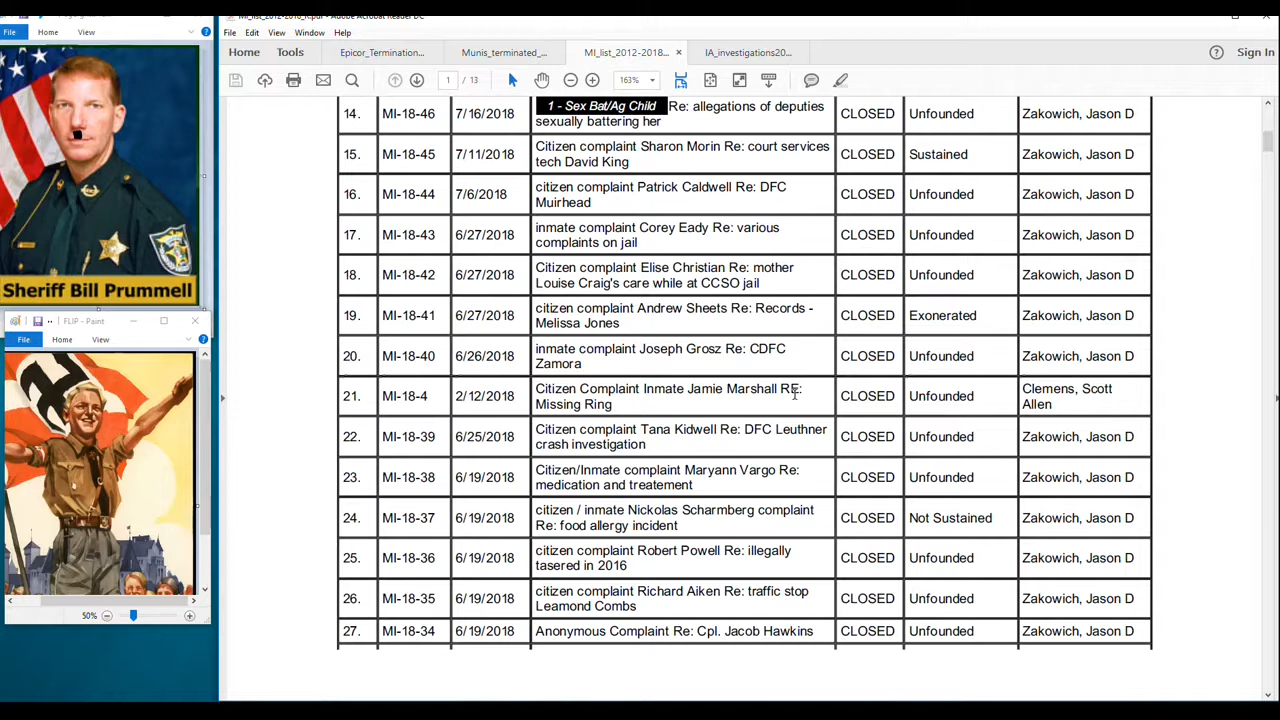 MI_list_2012-2018_R.pdf - Adobe Acrobat Reader DC
File Home View
File Edit View Window Help
Home Tools Epicor_Termination... Munis_terminated_... MI_list_2012-2018... × IA_investigations20... Sign In
1 / 13 163%
Sheriff Bill Prummell
FLIP - Paint
File Home View
50%
14. MI-18-46 7/16/2018 1 - Sex Bat/Ag Child Re: allegations of deputies CLOSED Unfounded Zakowich, Jason D
sexually battering her
15. MI-18-45 7/11/2018 Citizen complaint Sharon Morin Re: court services CLOSED Sustained Zakowich, Jason D
tech David King
16. MI-18-44 7/6/2018 citizen complaint Patrick Caldwell Re: DFC CLOSED Unfounded Zakowich, Jason D
Muirhead
17. MI-18-43 6/27/2018 inmate complaint Corey Eady Re: various CLOSED Unfounded Zakowich, Jason D
complaints on jail
18. MI-18-42 6/27/2018 Citizen complaint Elise Christian Re: mother CLOSED Unfounded Zakowich, Jason D
Louise Craig's care while at CCSO jail
19. MI-18-41 6/27/2018 citizen complaint Andrew Sheets Re: Records - CLOSED Exonerated Zakowich, Jason D
Melissa Jones
20. MI-18-40 6/26/2018 inmate complaint Joseph Grosz Re: CDFC CLOSED Unfounded Zakowich, Jason D
Zamora
21. MI-18-4 2/12/2018 Citizen Complaint Inmate Jamie Marshall RE: CLOSED Unfounded Clemens, Scott
Missing Ring Allen
22. MI-18-39 6/25/2018 Citizen complaint Tana Kidwell Re: DFC Leuthner CLOSED Unfounded Zakowich, Jason D
crash investigation
23. MI-18-38 6/19/2018 Citizen/Inmate complaint Maryann Vargo Re: CLOSED Unfounded Zakowich, Jason D
medication and treatement
24. MI-18-37 6/19/2018 citizen / inmate Nickolas Scharmberg complaint CLOSED Not Sustained Zakowich, Jason D
Re: food allergy incident
25. MI-18-36 6/19/2018 citizen complaint Robert Powell Re: illegally CLOSED Unfounded Zakowich, Jason D
tasered in 2016
26. MI-18-35 6/19/2018 citizen complaint Richard Aiken Re: traffic stop CLOSED Unfounded Zakowich, Jason D
Leamond Combs
27. MI-18-34 6/19/2018 Anonymous Complaint Re: Cpl. Jacob Hawkins CLOSED Unfounded Zakowich, Jason D